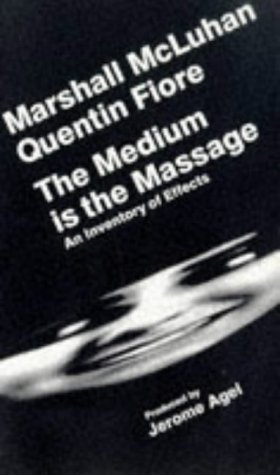 Marshall McLuhan
Quentin Fiore
The Medium
is the Massage
An Inventory of Effects
Produced by
Jerome Agel